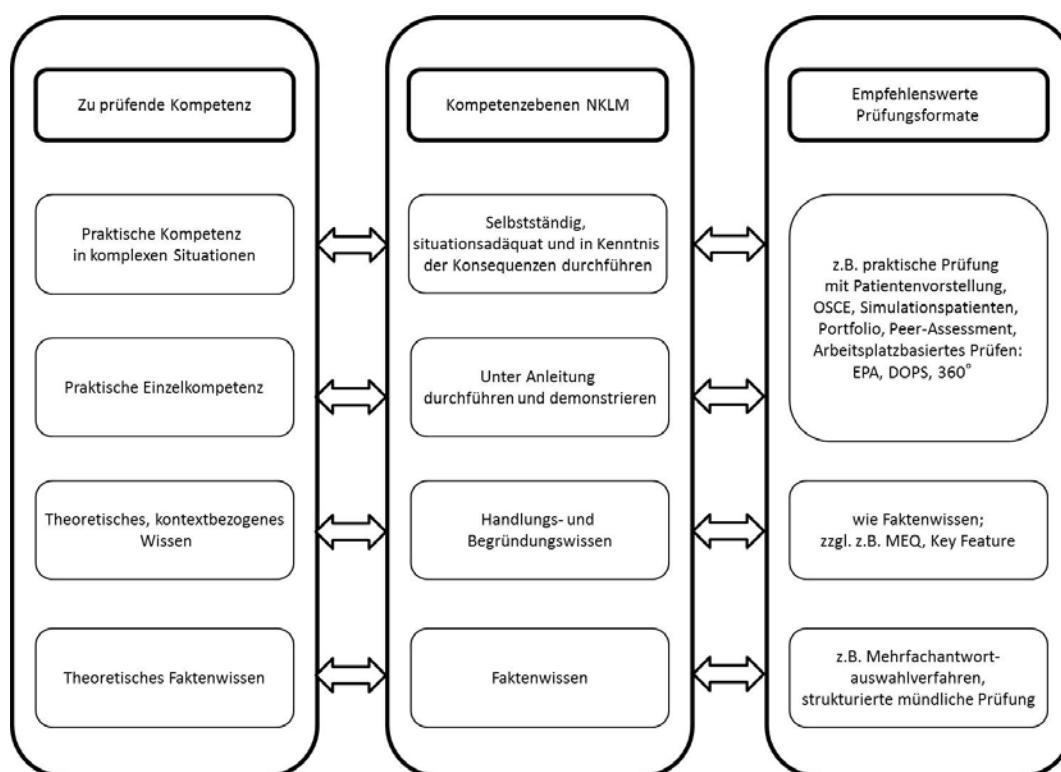 Zu prüfende Kompetenz
Kompetenzebenen NKLM
Empfehlenswerte
Prüfungsformate
Praktische Kompetenz
in komplexen Situationen
Selbstständig,
situationsadäquat und in Kenntnis
der Konsequenzen durchführen
z.B. praktische Prüfung
mit Patientenvorstellung,
OSCE, Simulationspatienten,
Portfolio, Peer-Assessment,
Arbeitsplatzbasiertes Prüfen:
EPA, DOPS, 360°
Praktische Einzelkompetenz
Unter Anleitung
durchführen und demonstrieren
Theoretisches, kontextbezogenes
Wissen
Handlungs- und
Begründungswissen
wie Faktenwissen;
zzgl. z.B. MEQ, Key Feature
Theoretisches Faktenwissen
Faktenwissen
z.B. Mehrfachantwort-
auswahlverfahren,
strukturierte mündliche Prüfung